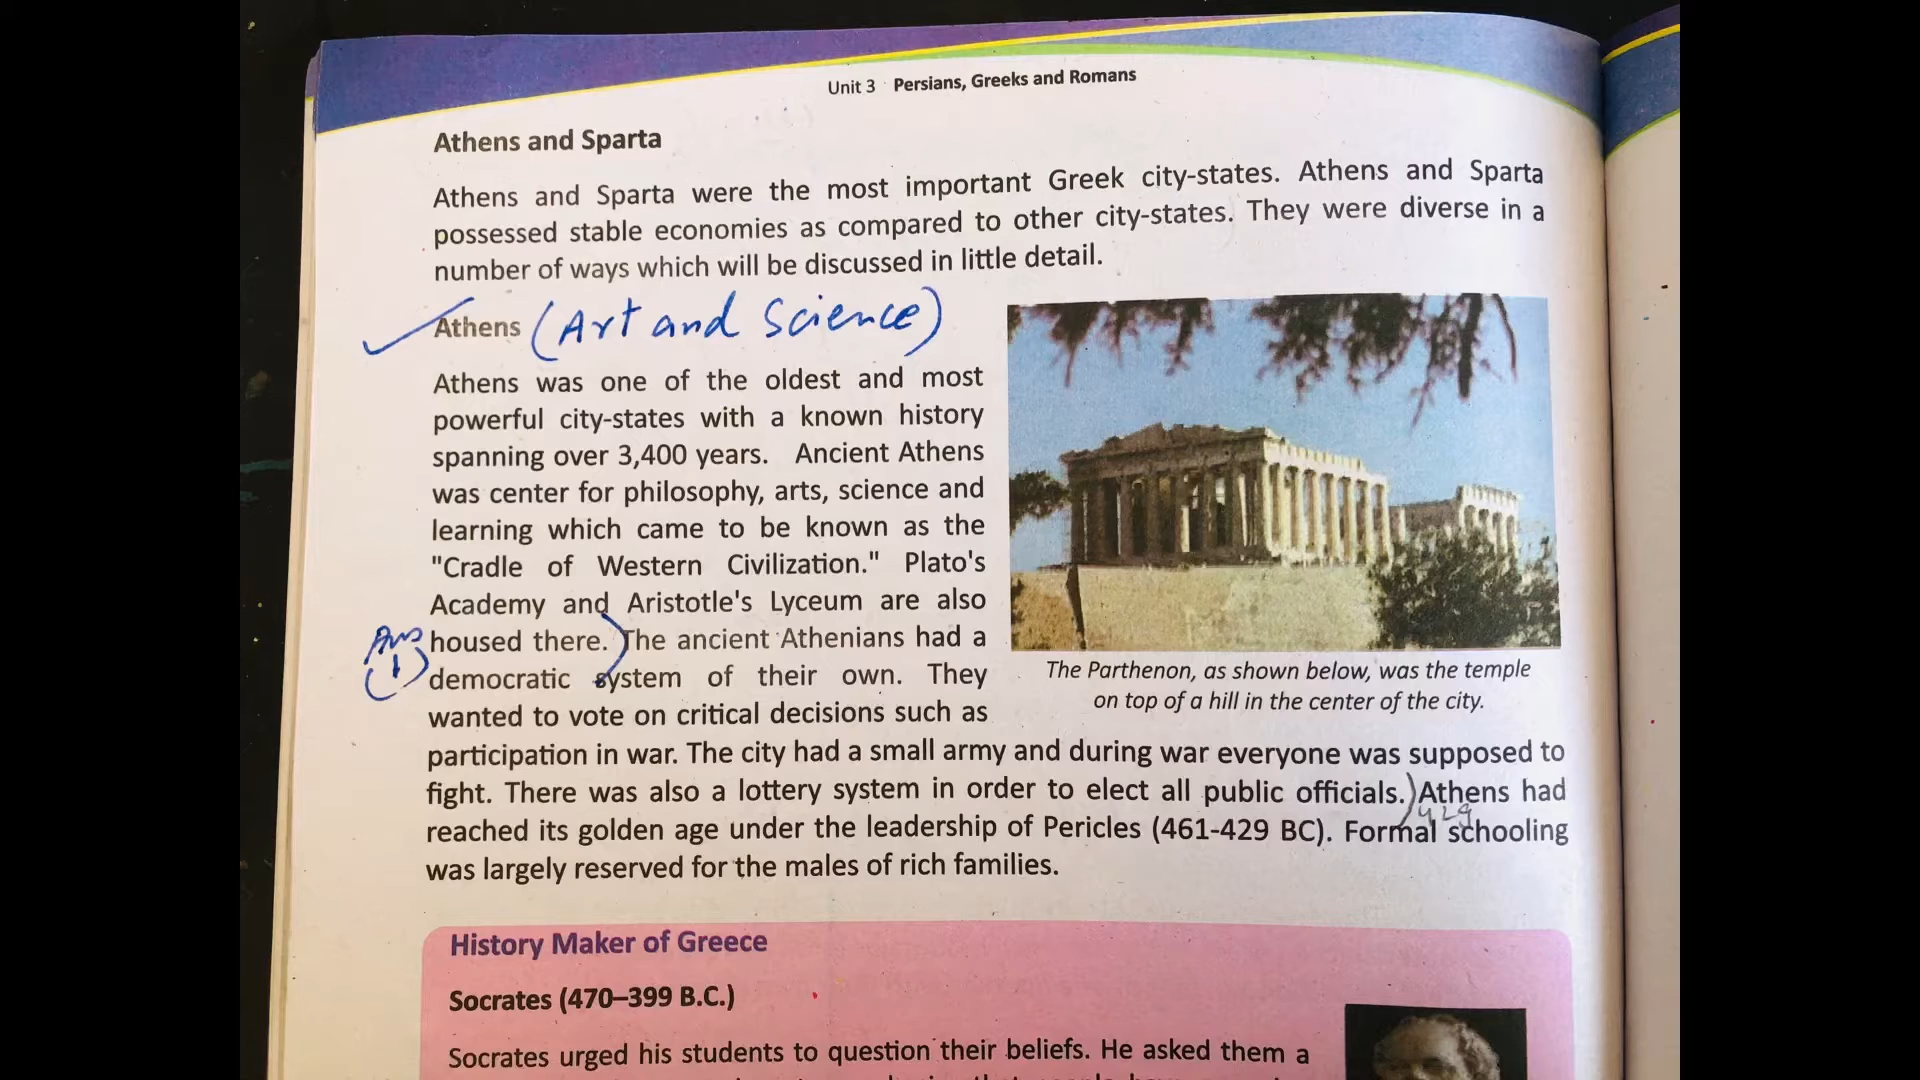 Unit 3 Persians, Greeks and Romans
Athens and Sparta
Athens and Sparta were the most important Greek city-states. Athens and Sparta
possessed stable economies as compared to other city-states. They were diverse in a
number of ways which will be discussed in little detail.
Athens (Art and Science)
Athens was one of the oldest and most
powerful city-states with a known history
spanning over 3,400 years. Ancient Athens
was center for philosophy, arts, science and
learning which came to be known as the
"Cradle of Western Civilization." Plato's
Academy and Aristotle's Lyceum are also
Ans housed there. The ancient Athenians had a
(1) democratic system of their own. They
wanted to vote on critical decisions such as
The Parthenon, as shown below, was the temple
on top of a hill in the center of the city.
participation in war. The city had a small army and during war everyone was supposed to
fight. There was also a lottery system in order to elect all public officials.) Athens had
429
reached its golden age under the leadership of Pericles (461-429 BC). Formal schooling
was largely reserved for the males of rich families.
History Maker of Greece
Socrates (470–399 B.C.)
Socrates urged his students to question their beliefs. He asked them a